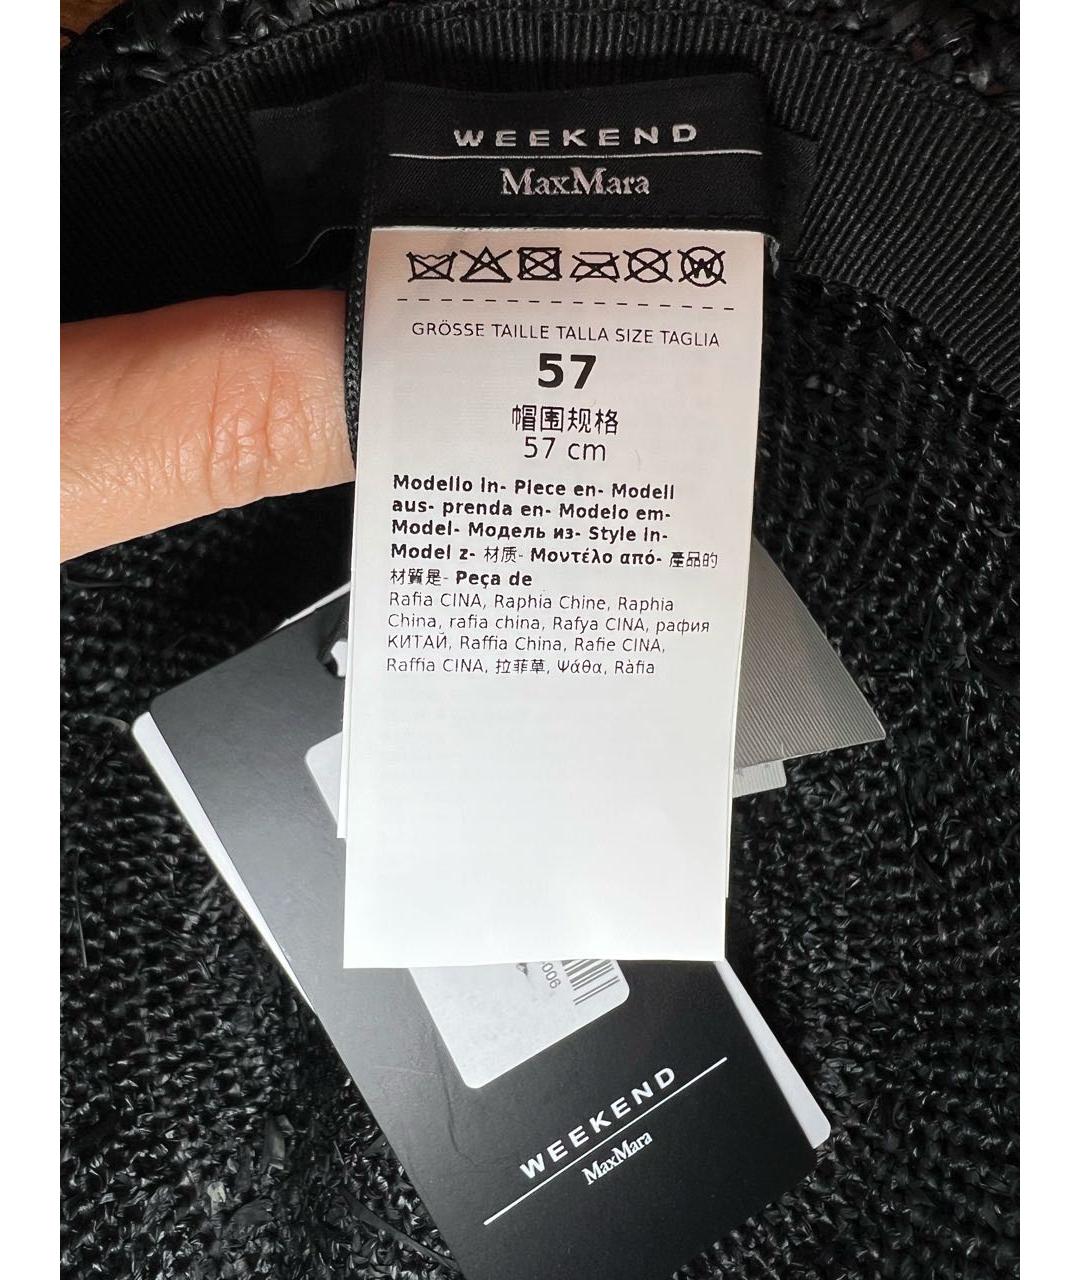 WEEKEND
MaxMara
GRÖSSE TAILLE TALLA SIZE TAGLIA
57
帽围规格
57 cm
Modello in- Piece en- Modell
aus- prenda en- Modelo em-
Model- Модель из- Style in-
Model z- 材质- Μοντέλο από- 產品的
材質是- Peça de
Rafia CINA, Raphia Chine, Raphia
China, rafia china, Rafya CINA, рафия
КИТАЙ, Raffia China, Rafie CINA,
Raffia CINA, 拉菲草, Ψάθα, Ràfia
006
WEEKEND
MaxMara